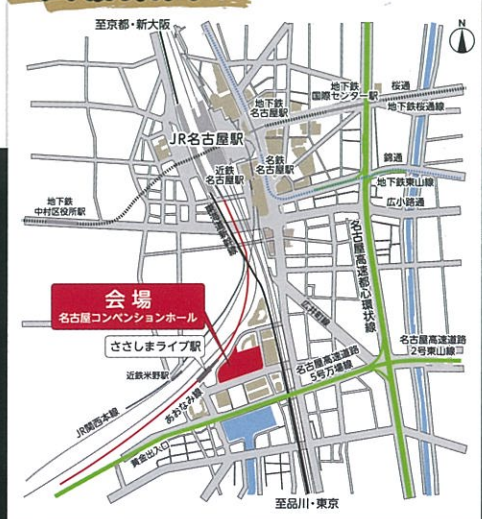 至京都・新大阪
N
地下鉄
国際センター駅
桜通
地下鉄桜通線
地下鉄
名古屋駅
JR名古屋駅
近鉄
名古屋駅
名鉄
名古屋駅
錦通
地下鉄東山線
広小路通
地下鉄
中村区役所駅
名古屋高速都心環状線
会場
名古屋コンベンションホール
ささしまライブ駅
広井町線
名古屋高速道路
2号東山線
名古屋高速道路
5号万場線
近鉄米野駅
あおなみ線
JR関西本線
黄金出入口
至品川・東京